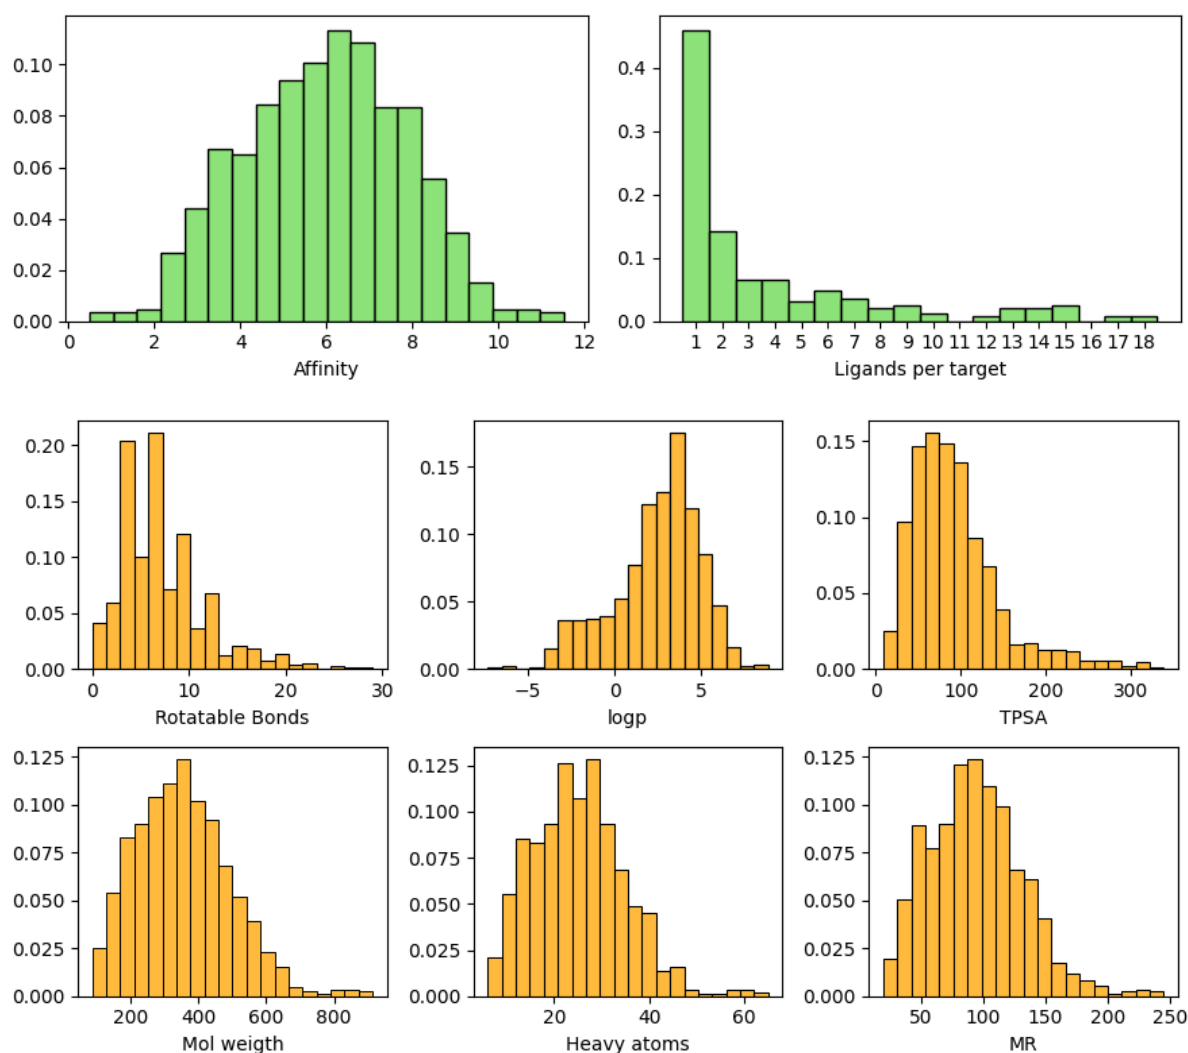 0.10
0.08
0.06
0.04
0.02
0.00
0 2 4 6 8 10 12
Affinity
0.4
0.3
0.2
0.1
0.0
1 2 3 4 5 6 7 8 9 10 11 12 13 14 15 16 17 18
Ligands per target
0.20
0.15
0.10
0.05
0.00
0 10 20 30
Rotatable Bonds
0.15
0.10
0.05
0.00
−5 0 5
logp
0.15
0.10
0.05
0.00
0 100 200 300
TPSA
0.125
0.100
0.075
0.050
0.025
0.000
200 400 600 800
Mol weigth
0.125
0.100
0.075
0.050
0.025
0.000
20 40 60
Heavy atoms
0.125
0.100
0.075
0.050
0.025
0.000
50 100 150 200 250
MR